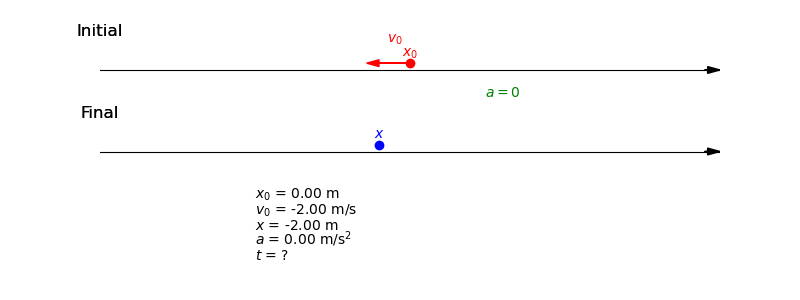 Initial
v₀
x₀
a = 0
Final
x
x₀ = 0.00 m
v₀ = -2.00 m/s
x = -2.00 m
a = 0.00 m/s²
t = ?